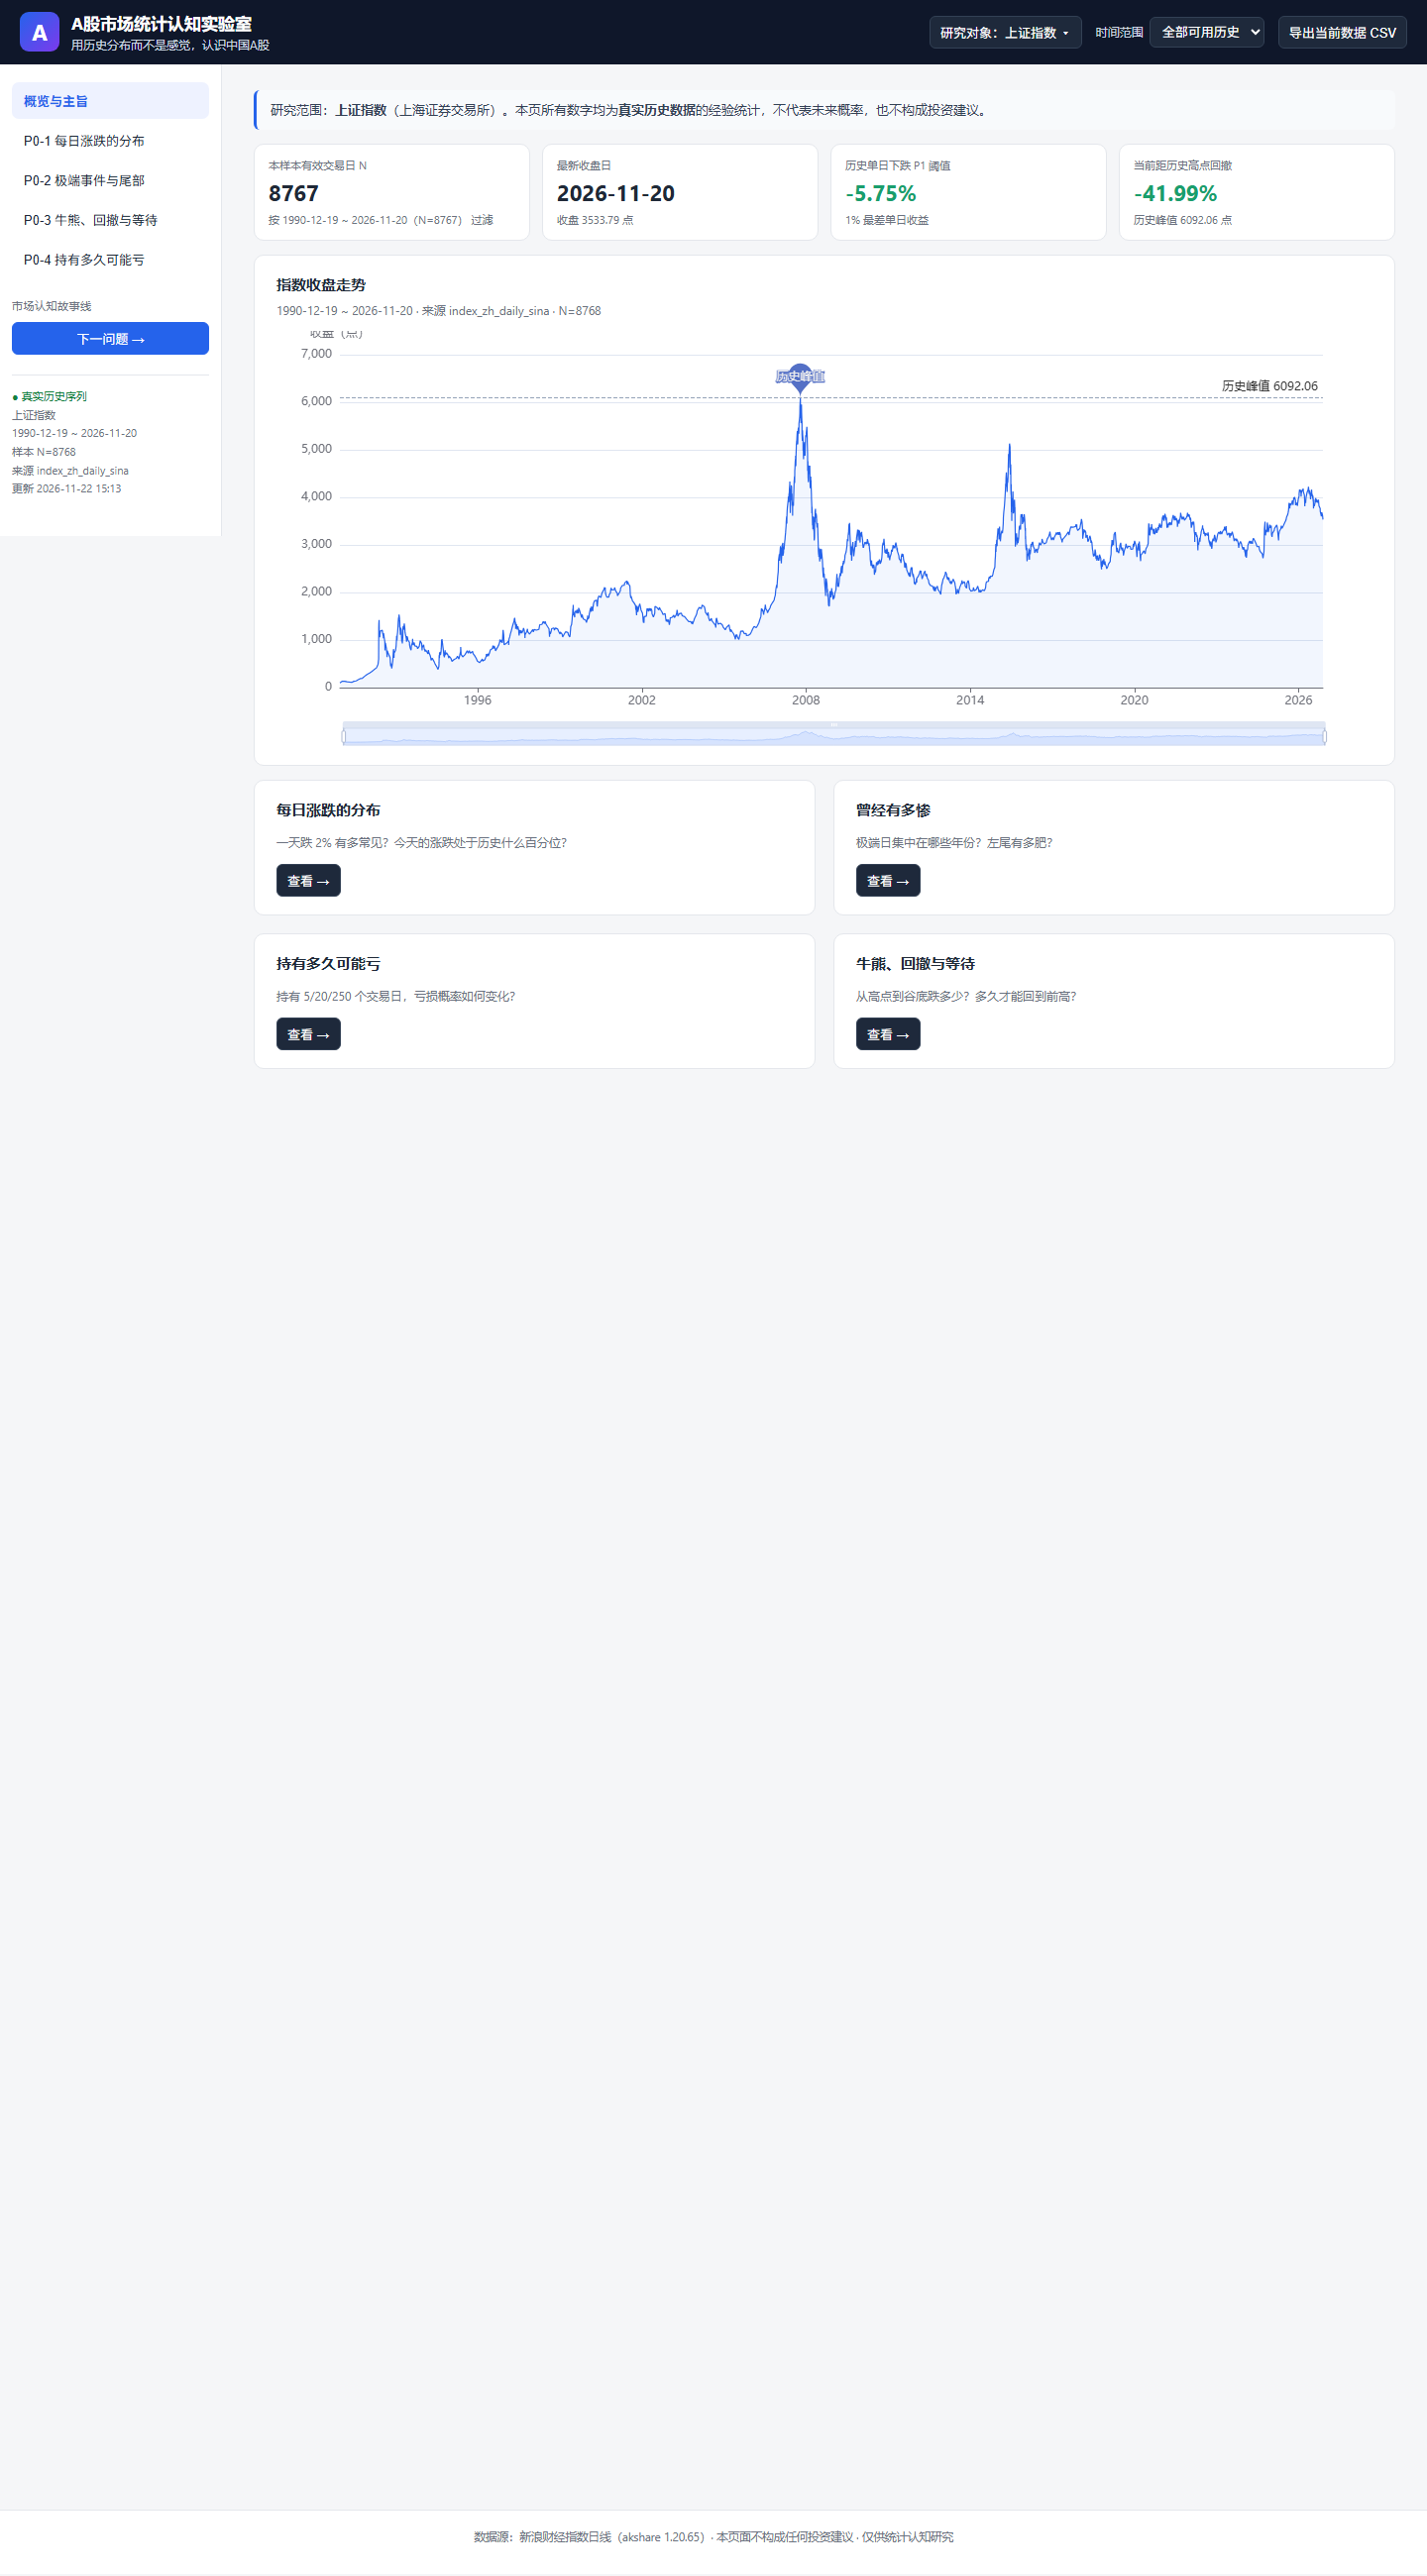 A
A股市场统计认知实验室
用历史分布而不是感觉，认识中国A股
研究对象：上证指数
时间范围
全部可用历史
导出当前数据 CSV
概览与主旨
P0-1 每日涨跌的分布
P0-2 极端事件与尾部
P0-3 牛熊、回撤与等待
P0-4 持有多久可能亏
市场认知故事线
下一问题 →
● 真实历史序列
上证指数
1990-12-19 ~ 2026-11-20
样本 N=8768
来源 index_zh_daily_sina
更新 2026-11-22 15:13
研究范围：上证指数（上海证券交易所）。本页所有数字均为真实历史数据的经验统计，不代表未来概率，也不构成投资建议。
本样本有效交易日 N
8767
按 1990-12-19 ~ 2026-11-20（N=8767） 过滤
最新收盘日
2026-11-20
收盘 3533.79 点
历史单日下跌 P1 阈值
-5.75%
1% 最差单日收益
当前距历史高点回撤
-41.99%
历史峰值 6092.06 点
指数收盘走势
1990-12-19 ~ 2026-11-20 · 来源 index_zh_daily_sina · N=8768
收盘（点）
7,000
6,000
5,000
4,000
3,000
2,000
1,000
0
历史峰值
历史峰值 6092.06
1996
2002
2008
2014
2020
2026
每日涨跌的分布
一天跌 2% 有多常见？今天的涨跌处于历史什么百分位？
查看 →
曾经有多惨
极端日集中在哪些年份？左尾有多肥？
查看 →
持有多久可能亏
持有 5/20/250 个交易日，亏损概率如何变化？
查看 →
牛熊、回撤与等待
从高点到谷底跌多少？多久才能回到前高？
查看 →
数据源：新浪财经指数日线（akshare 1.20.65）· 本页面不构成任何投资建议 · 仅供统计认知研究